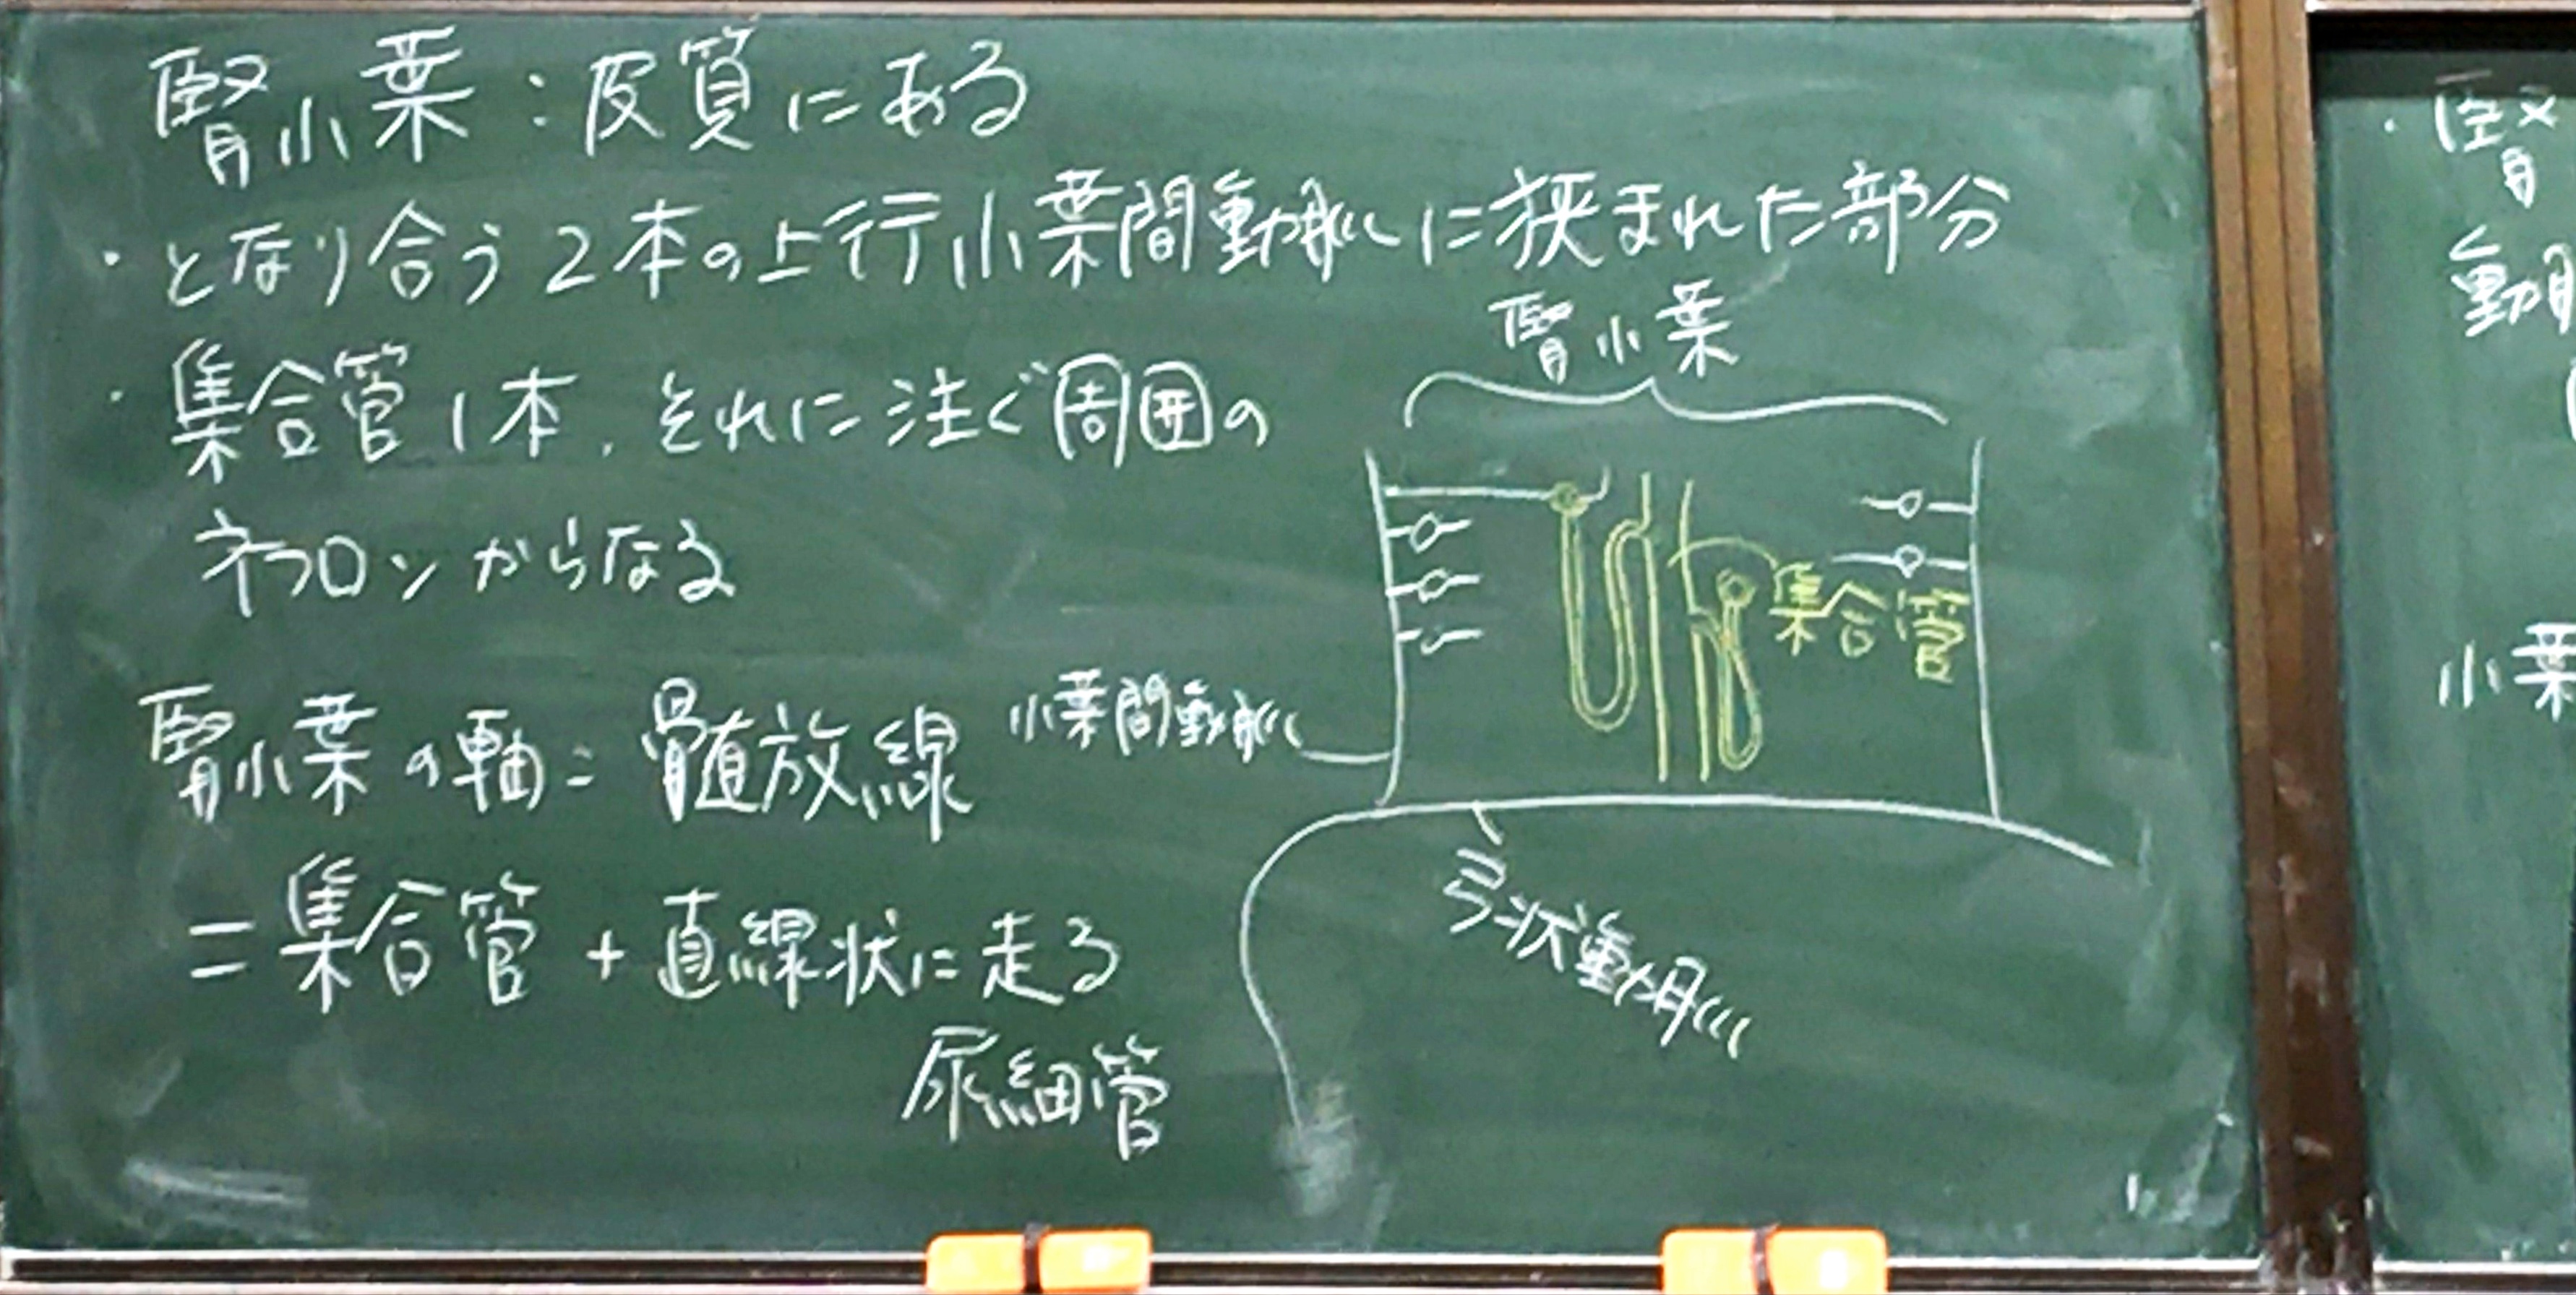 腎小葉：皮質にある
・となり合う2本の上行小葉間動脈に狭まれた部分
・集合管1本、それに注ぐ周囲の
ネフロンからなる
腎小葉の軸＝髄放線
＝集合管＋直線状に走る
尿細管
腎小葉
集合管
小葉間動脈
弓状動脈
・腎
動脈
小葉